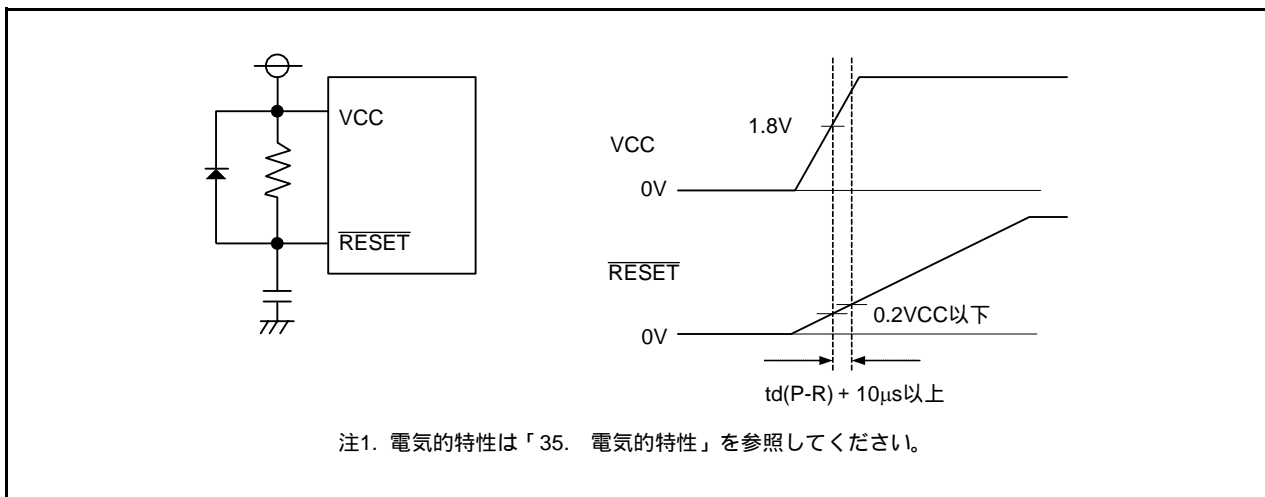 VCC
RESET
1.8V
VCC
0V
RESET
0.2VCC以下
0V
td(P-R) + 10μs以上
注1. 電気的特性は「35. 電気的特性」を参照してください。